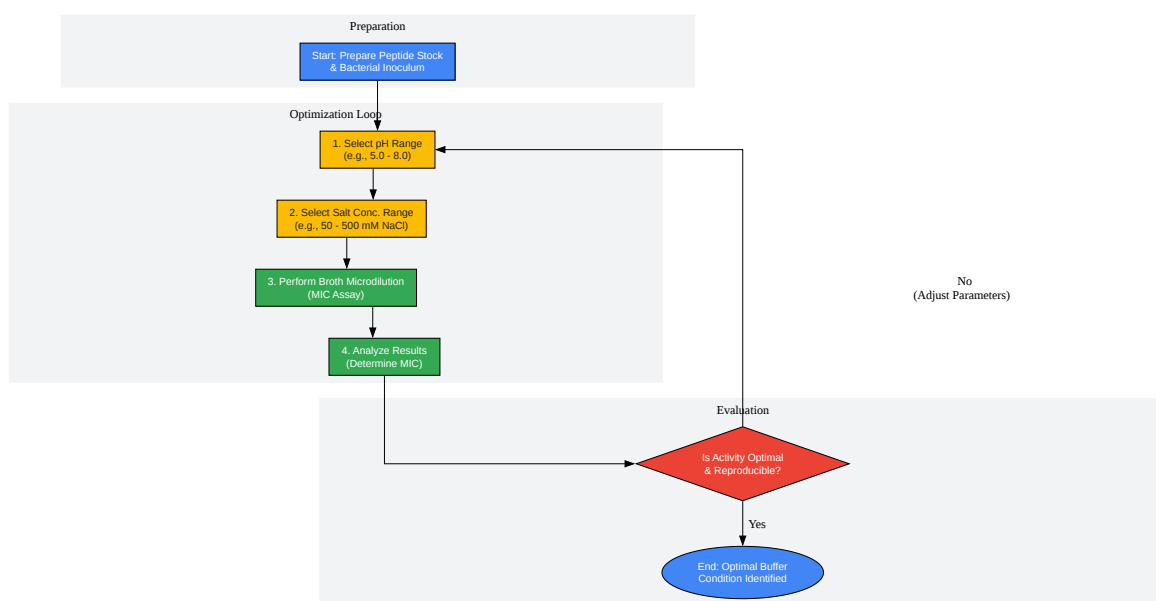 Preparation
Start: Prepare Peptide Stock
& Bacterial Inoculum
Optimization Loop
1. Select pH Range
(e.g., 5.0 - 8.0)
2. Select Salt Conc. Range
(e.g., 50 - 500 mM NaCl)
3. Perform Broth Microdilution
(MIC Assay)
4. Analyze Results
(Determine MIC)
No
(Adjust Parameters)
Evaluation
Is Activity Optimal
& Reproducible?
Yes
End: Optimal Buffer
Condition Identified